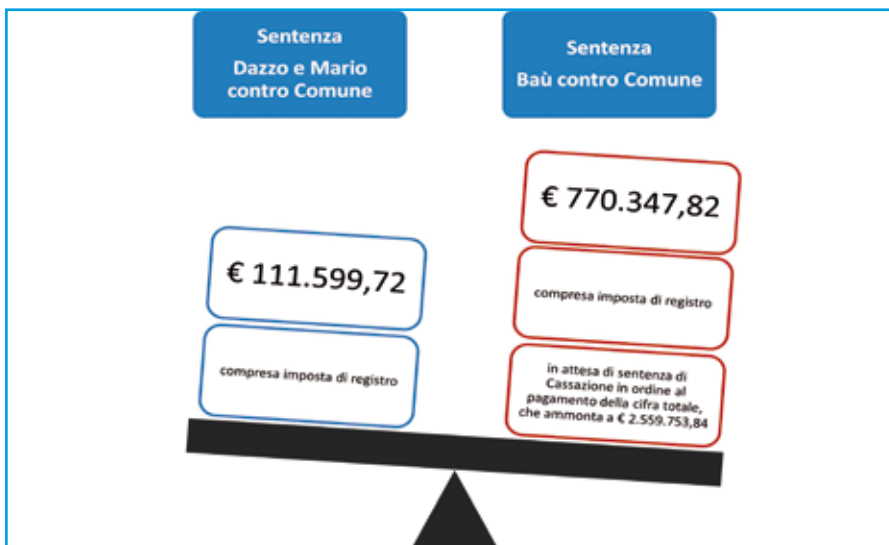 Sentenza
Dazzo e Mario
contro Comune
Sentenza
Baù contro Comune
€ 111.599,72
compresa imposta di registro
€ 770.347,82
compresa imposta di registro
in attesa di sentenza di
Cassazione in ordine al
pagamento della cifra totale,
che ammonta a € 2.559.753,84